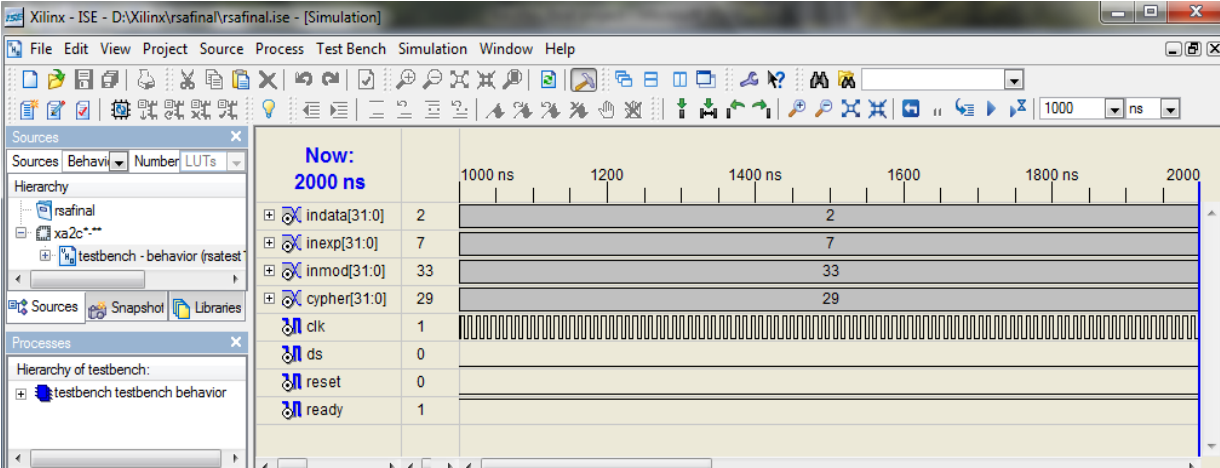 Xilinx - ISE - D:\Xilinx\rsafinal\rsafinal.ise - [Simulation]
File Edit View Project Source Process Test Bench Simulation Window Help
1000 ns
Sources
Sources Behavi Number LUTs
Hierarchy
rsafinal
xa2c*-**
testbench - behavior (rsatest
Sources Snapshot Libraries
Processes
Hierarchy of testbench:
testbench testbench behavior
Now:
2000 ns
1000 ns 1200 1400 ns 1600 1800 ns 2000
indata[31:0] 2 2
inexp[31:0] 7 7
inmod[31:0] 33 33
cypher[31:0] 29 29
clk 1
ds 0
reset 0
ready 1